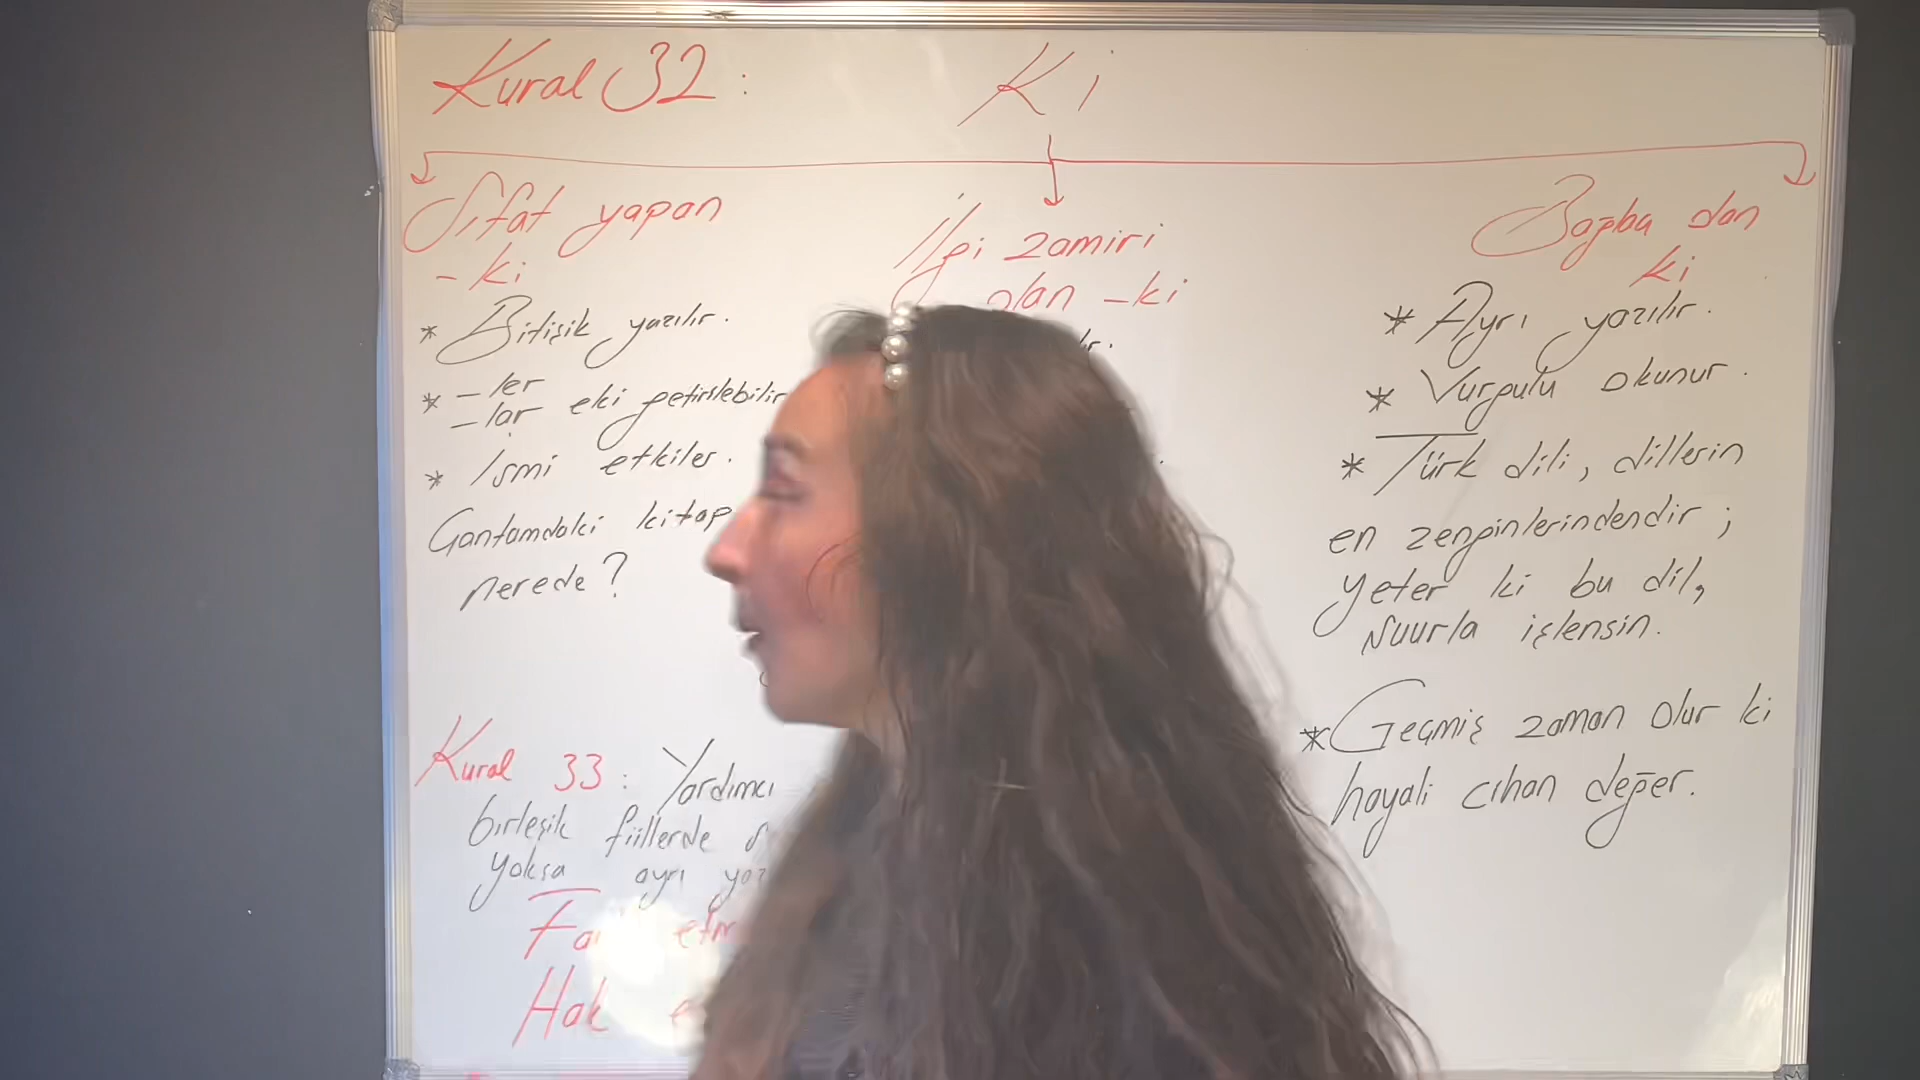 Kural 32 : Ki
Sıfat yapan
- ki
* Bitişik yazılır.
* - ler
- lar eki getirilebilir
* İsmi etkiler.
Çantamdaki kitap
nerede?
İlgi zamiri
olan -ki
Bağlaç olan
ki
* Ayrı yazılır.
* Vurgulu okunur.
* Türk dili, dillerin
en zenginlerindendir;
yeter ki bu dil,
şuurla işlensin.
* Geçmiş zaman olur ki
hayali cihan değer.
Kural 33 : Yardımcı
birleşik fiillerde
yoksa ayrı
Hak